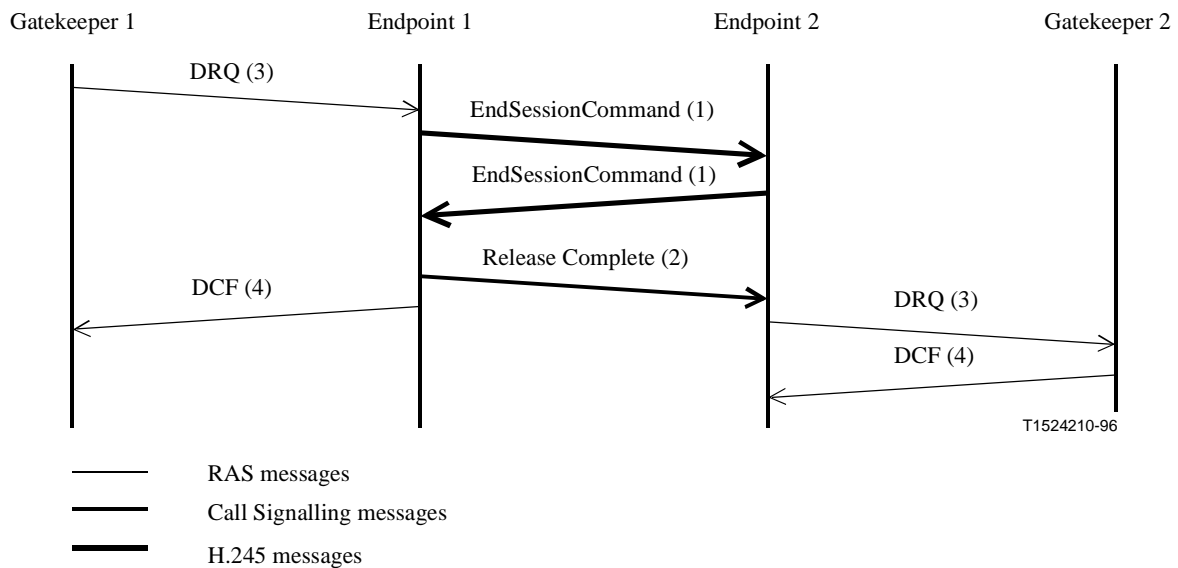 Gatekeeper 1
Endpoint 1
Endpoint 2
Gatekeeper 2
DRQ (3)
EndSessionCommand (1)
EndSessionCommand (1)
Release Complete (2)
DCF (4)
DRQ (3)
DCF (4)
T1524210-96
RAS messages
Call Signalling messages
H.245 messages